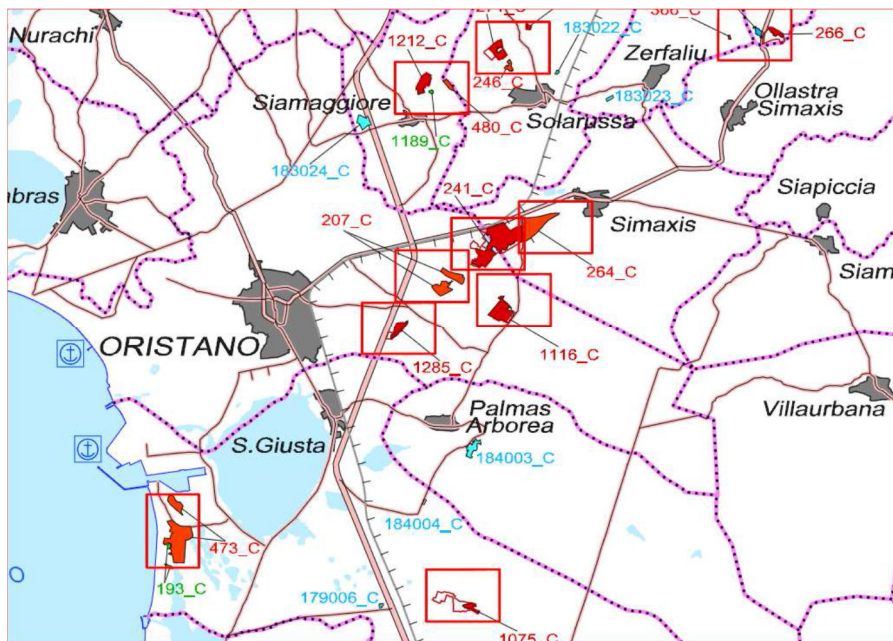 Nurachi
1212_C
183022_C
266_C
Zerfaliu
246_C
Siamaggiore
183023_C
Ollastra
Simaxis
480_C
Solarussa
1189_C
183024_C
241_C
Siapiccia
bras
207_C
Simaxis
264_C
Siam
ORISTANO
1285_C
1116_C
Palmas
Arborea
Villaurbana
S.Giusta
184003_C
184004_C
473_C
193_C
179006_C
1075_C